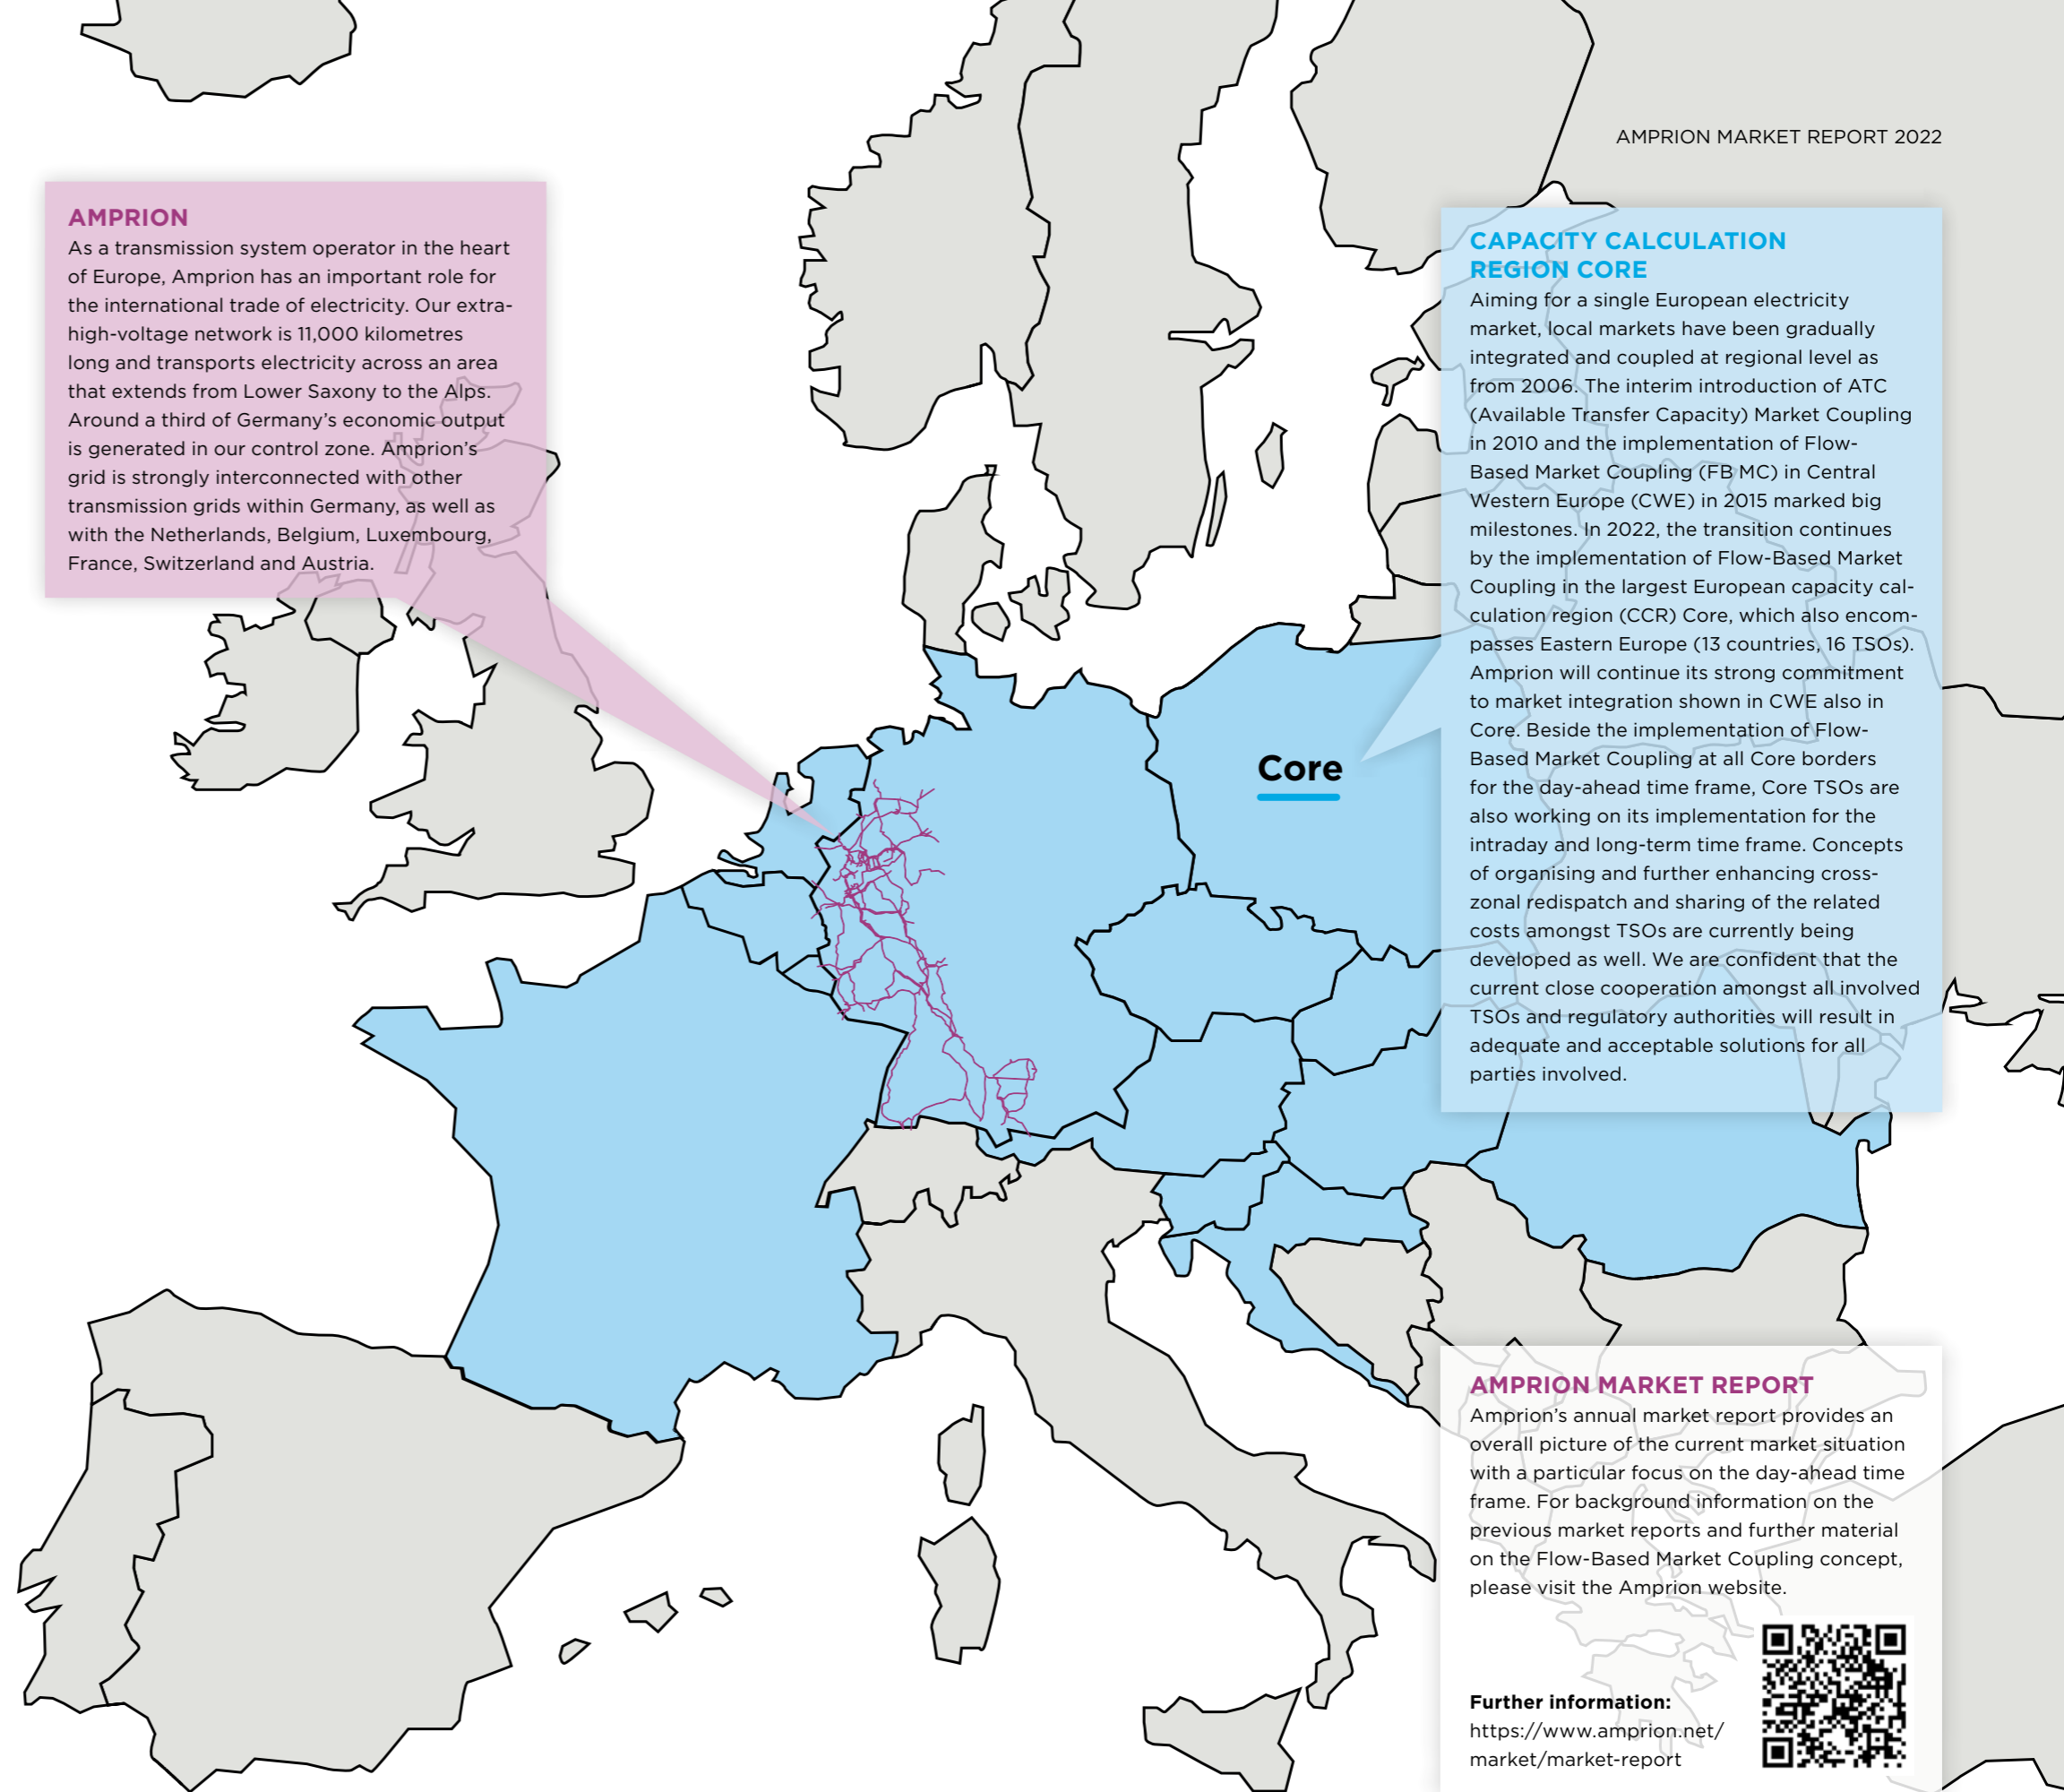 AMPRION MARKET REPORT 2022
AMPRION
As a transmission system operator in the heart
of Europe, Amprion has an important role for
the international trade of electricity. Our extra-
high-voltage network is 11,000 kilometres
long and transports electricity across an area
that extends from Lower Saxony to the Alps.
Around a third of Germany’s economic output
is generated in our control zone. Amprion’s
grid is strongly interconnected with other
transmission grids within Germany, as well as
with the Netherlands, Belgium, Luxembourg,
France, Switzerland and Austria.
CAPACITY CALCULATION
REGION CORE
Aiming for a single European electricity
market, local markets have been gradually
integrated and coupled at regional level as
from 2006. The interim introduction of ATC
(Available Transfer Capacity) Market Coupling
in 2010 and the implementation of Flow-
Based Market Coupling (FB MC) in Central
Western Europe (CWE) in 2015 marked big
milestones. In 2022, the transition continues
by the implementation of Flow-Based Market
Coupling in the largest European capacity cal-
culation region (CCR) Core, which also encom-
passes Eastern Europe (13 countries, 16 TSOs).
Amprion will continue its strong commitment
to market integration shown in CWE also in
Core. Beside the implementation of Flow-
Based Market Coupling at all Core borders
for the day-ahead time frame, Core TSOs are
also working on its implementation for the
intraday and long-term time frame. Concepts
of organising and further enhancing cross-
zonal redispatch and sharing of the related
costs amongst TSOs are currently being
developed as well. We are confident that the
current close cooperation amongst all involved
TSOs and regulatory authorities will result in
adequate and acceptable solutions for all
parties involved.
Core
AMPRION MARKET REPORT
Amprion’s annual market report provides an
overall picture of the current market situation
with a particular focus on the day-ahead time
frame. For background information on the
previous market reports and further material
on the Flow-Based Market Coupling concept,
please visit the Amprion website.
Further information:
https://www.amprion.net/
market/market-report